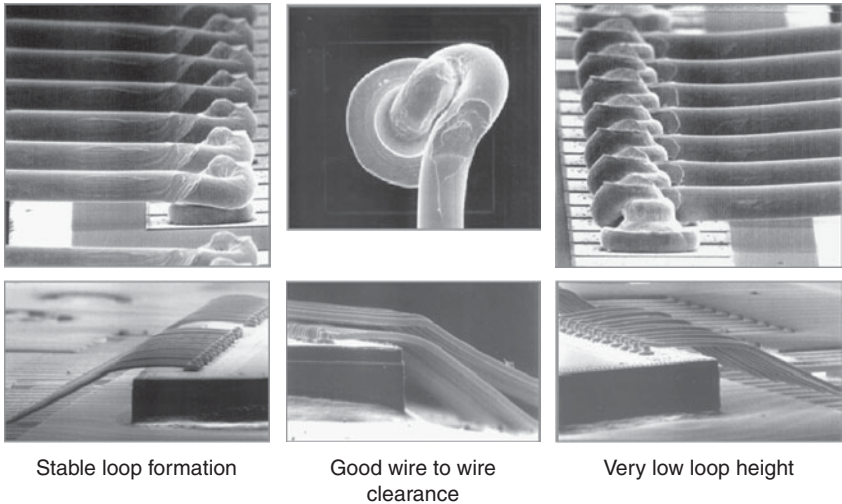 Stable loop formation
Good wire to wire
clearance
Very low loop height